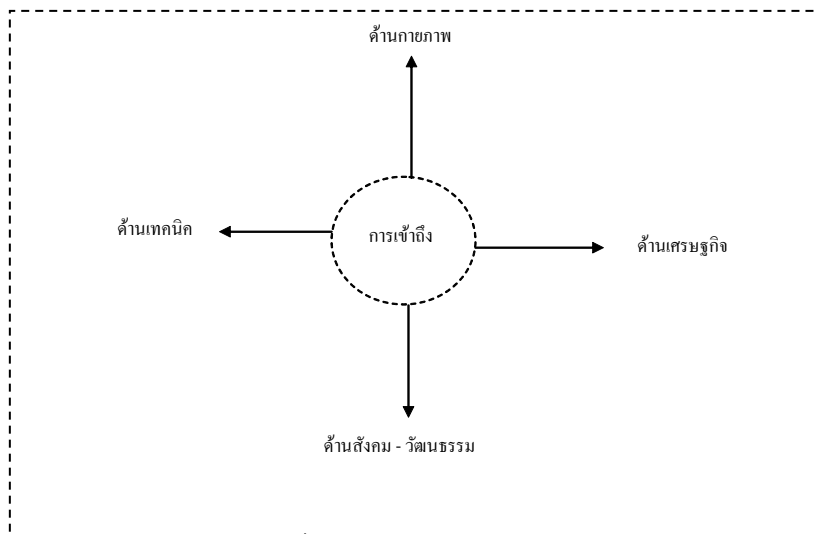 ด้านกายภาพ
ด้านเทคนิค
การเข้าถึง
ด้านเศรษฐกิจ
ด้านสังคม - วัฒนธรรม